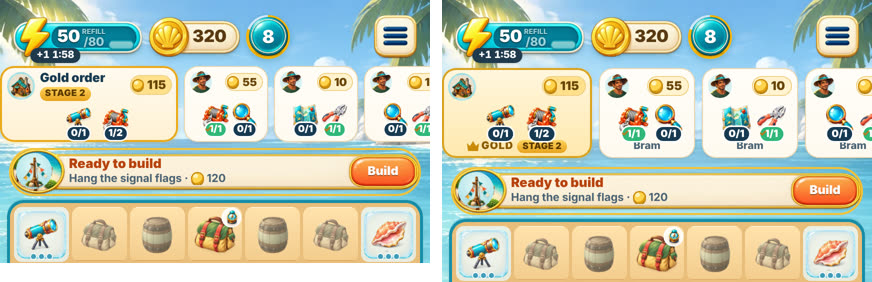 50 REFILL /80
+1 1:58
320
8
Gold order
STAGE 2
115
0/1 1/2
55
1/1 0/1
10
0/1 1/1
1
0/1
Ready to build
Hang the signal flags · 120
Build
50 REFILL /80
+1 1:58
320
8
115
0/1 1/2
GOLD STAGE 2
55
1/1 0/1
Bram
10
0/1 1/1
Bram
0/1
Bram
Ready to build
Hang the signal flags · 120
Build